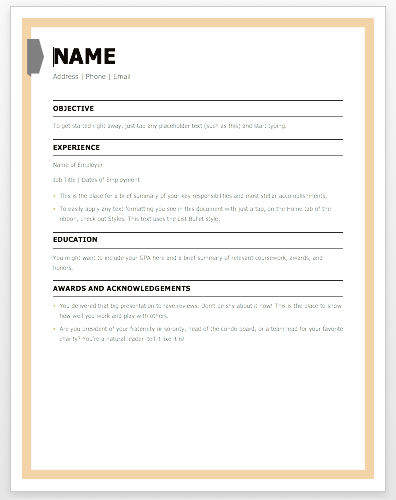 NAME
Address | Phone | Email
OBJECTIVE
To get started right away, just tap any placeholder text (such as this) and start typing.
EXPERIENCE
Name of Employer
Job Title | Dates of Employment
• This is the place for a brief summary of your key responsibilities and most stellar accomplishments.
• To easily apply any text formatting you see in this document with just a tap, on the Home tab of the
ribbon, check out Styles. This text uses the List Bullet style.
EDUCATION
You might want to include your GPA here and a brief summary of relevant coursework, awards, and
honors.
AWARDS AND ACKNOWLEDGEMENTS
• You delivered that big presentation to rave reviews. Don't be shy about it now! This is the place to show
how well you work and play with others.
• Are you president of your fraternity or sorority, head of the condo board, or a team lead for your favorite
charity? You're a natural leader- tell it like it is!